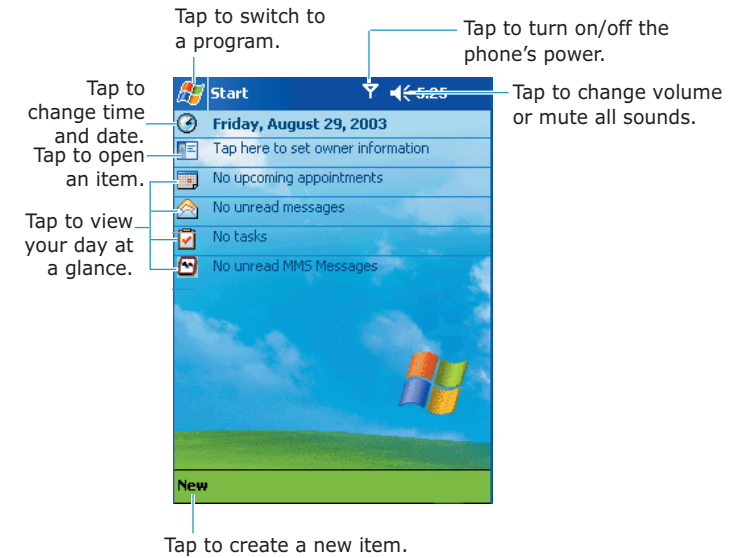 Tap to switch to
a program.
Tap to turn on/off the
phone’s power.
Tap to
change time
and date.
Start
5:25
Tap to change volume
or mute all sounds.
Friday, August 29, 2003
Tap to open
an item.
Tap here to set owner information
No upcoming appointments
Tap to view
your day at
a glance.
No unread messages
No tasks
No unread MMS Messages
New
Tap to create a new item.